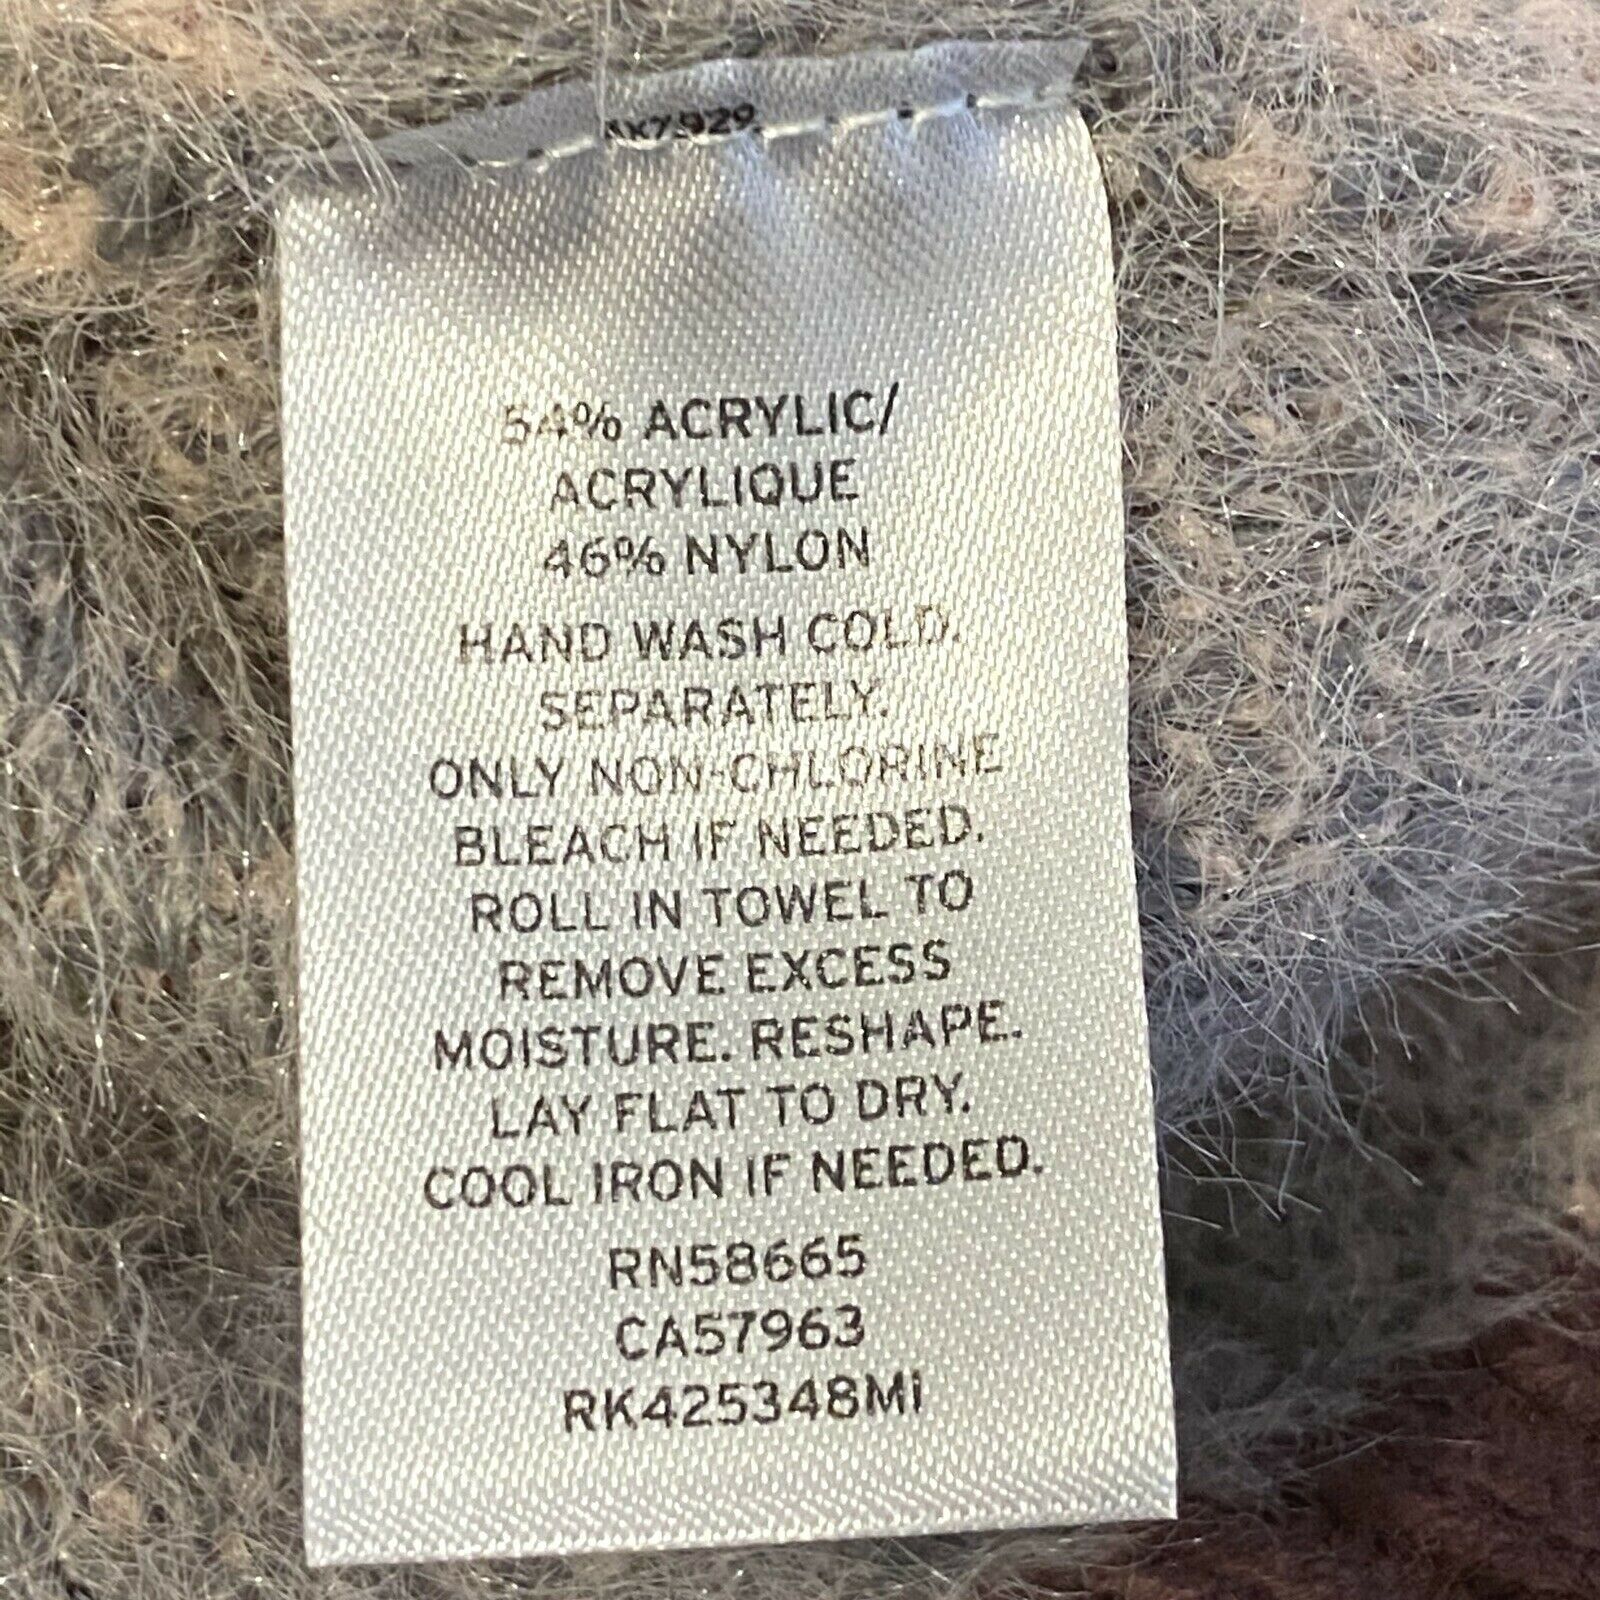 54% ACRYLIC/
ACRYLIQUE
46% NYLON
HAND WASH COLD.
SEPARATELY.
ONLY NON-CHLORINE
BLEACH IF NEEDED.
ROLL IN TOWEL TO
REMOVE EXCESS
MOISTURE. RESHAPE.
LAY FLAT TO DRY.
COOL IRON IF NEEDED.
RN58665
CA57963
RK425348MI